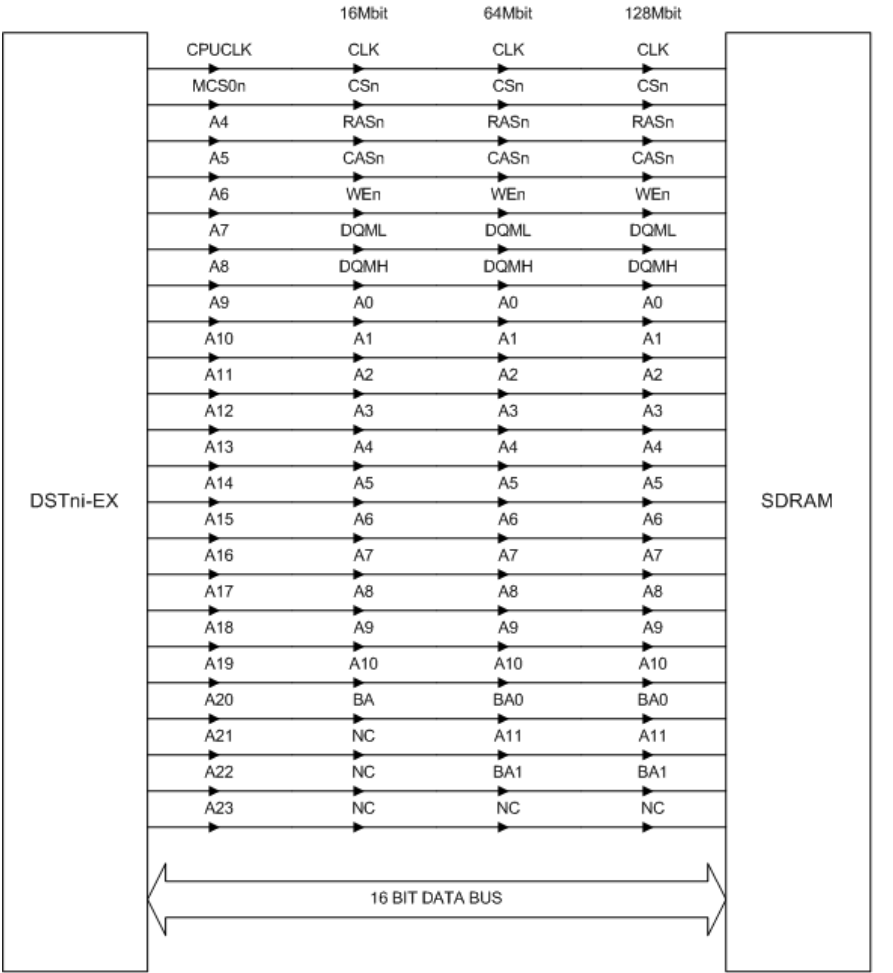 16Mbit 64Mbit 128Mbit
CPUCLK CLK CLK CLK
MCS0n CSn CSn CSn
A4 RASn RASn RASn
A5 CASn CASn CASn
A6 WEn WEn WEn
A7 DQML DQML DQML
A8 DQMH DQMH DQMH
A9 A0 A0 A0
A10 A1 A1 A1
A11 A2 A2 A2
A12 A3 A3 A3
A13 A4 A4 A4
A14 A5 A5 A5
DSTni-EX SDRAM
A15 A6 A6 A6
A16 A7 A7 A7
A17 A8 A8 A8
A18 A9 A9 A9
A19 A10 A10 A10
A20 BA BA0 BA0
A21 NC A11 A11
A22 NC BA1 BA1
A23 NC NC NC
16 BIT DATA BUS